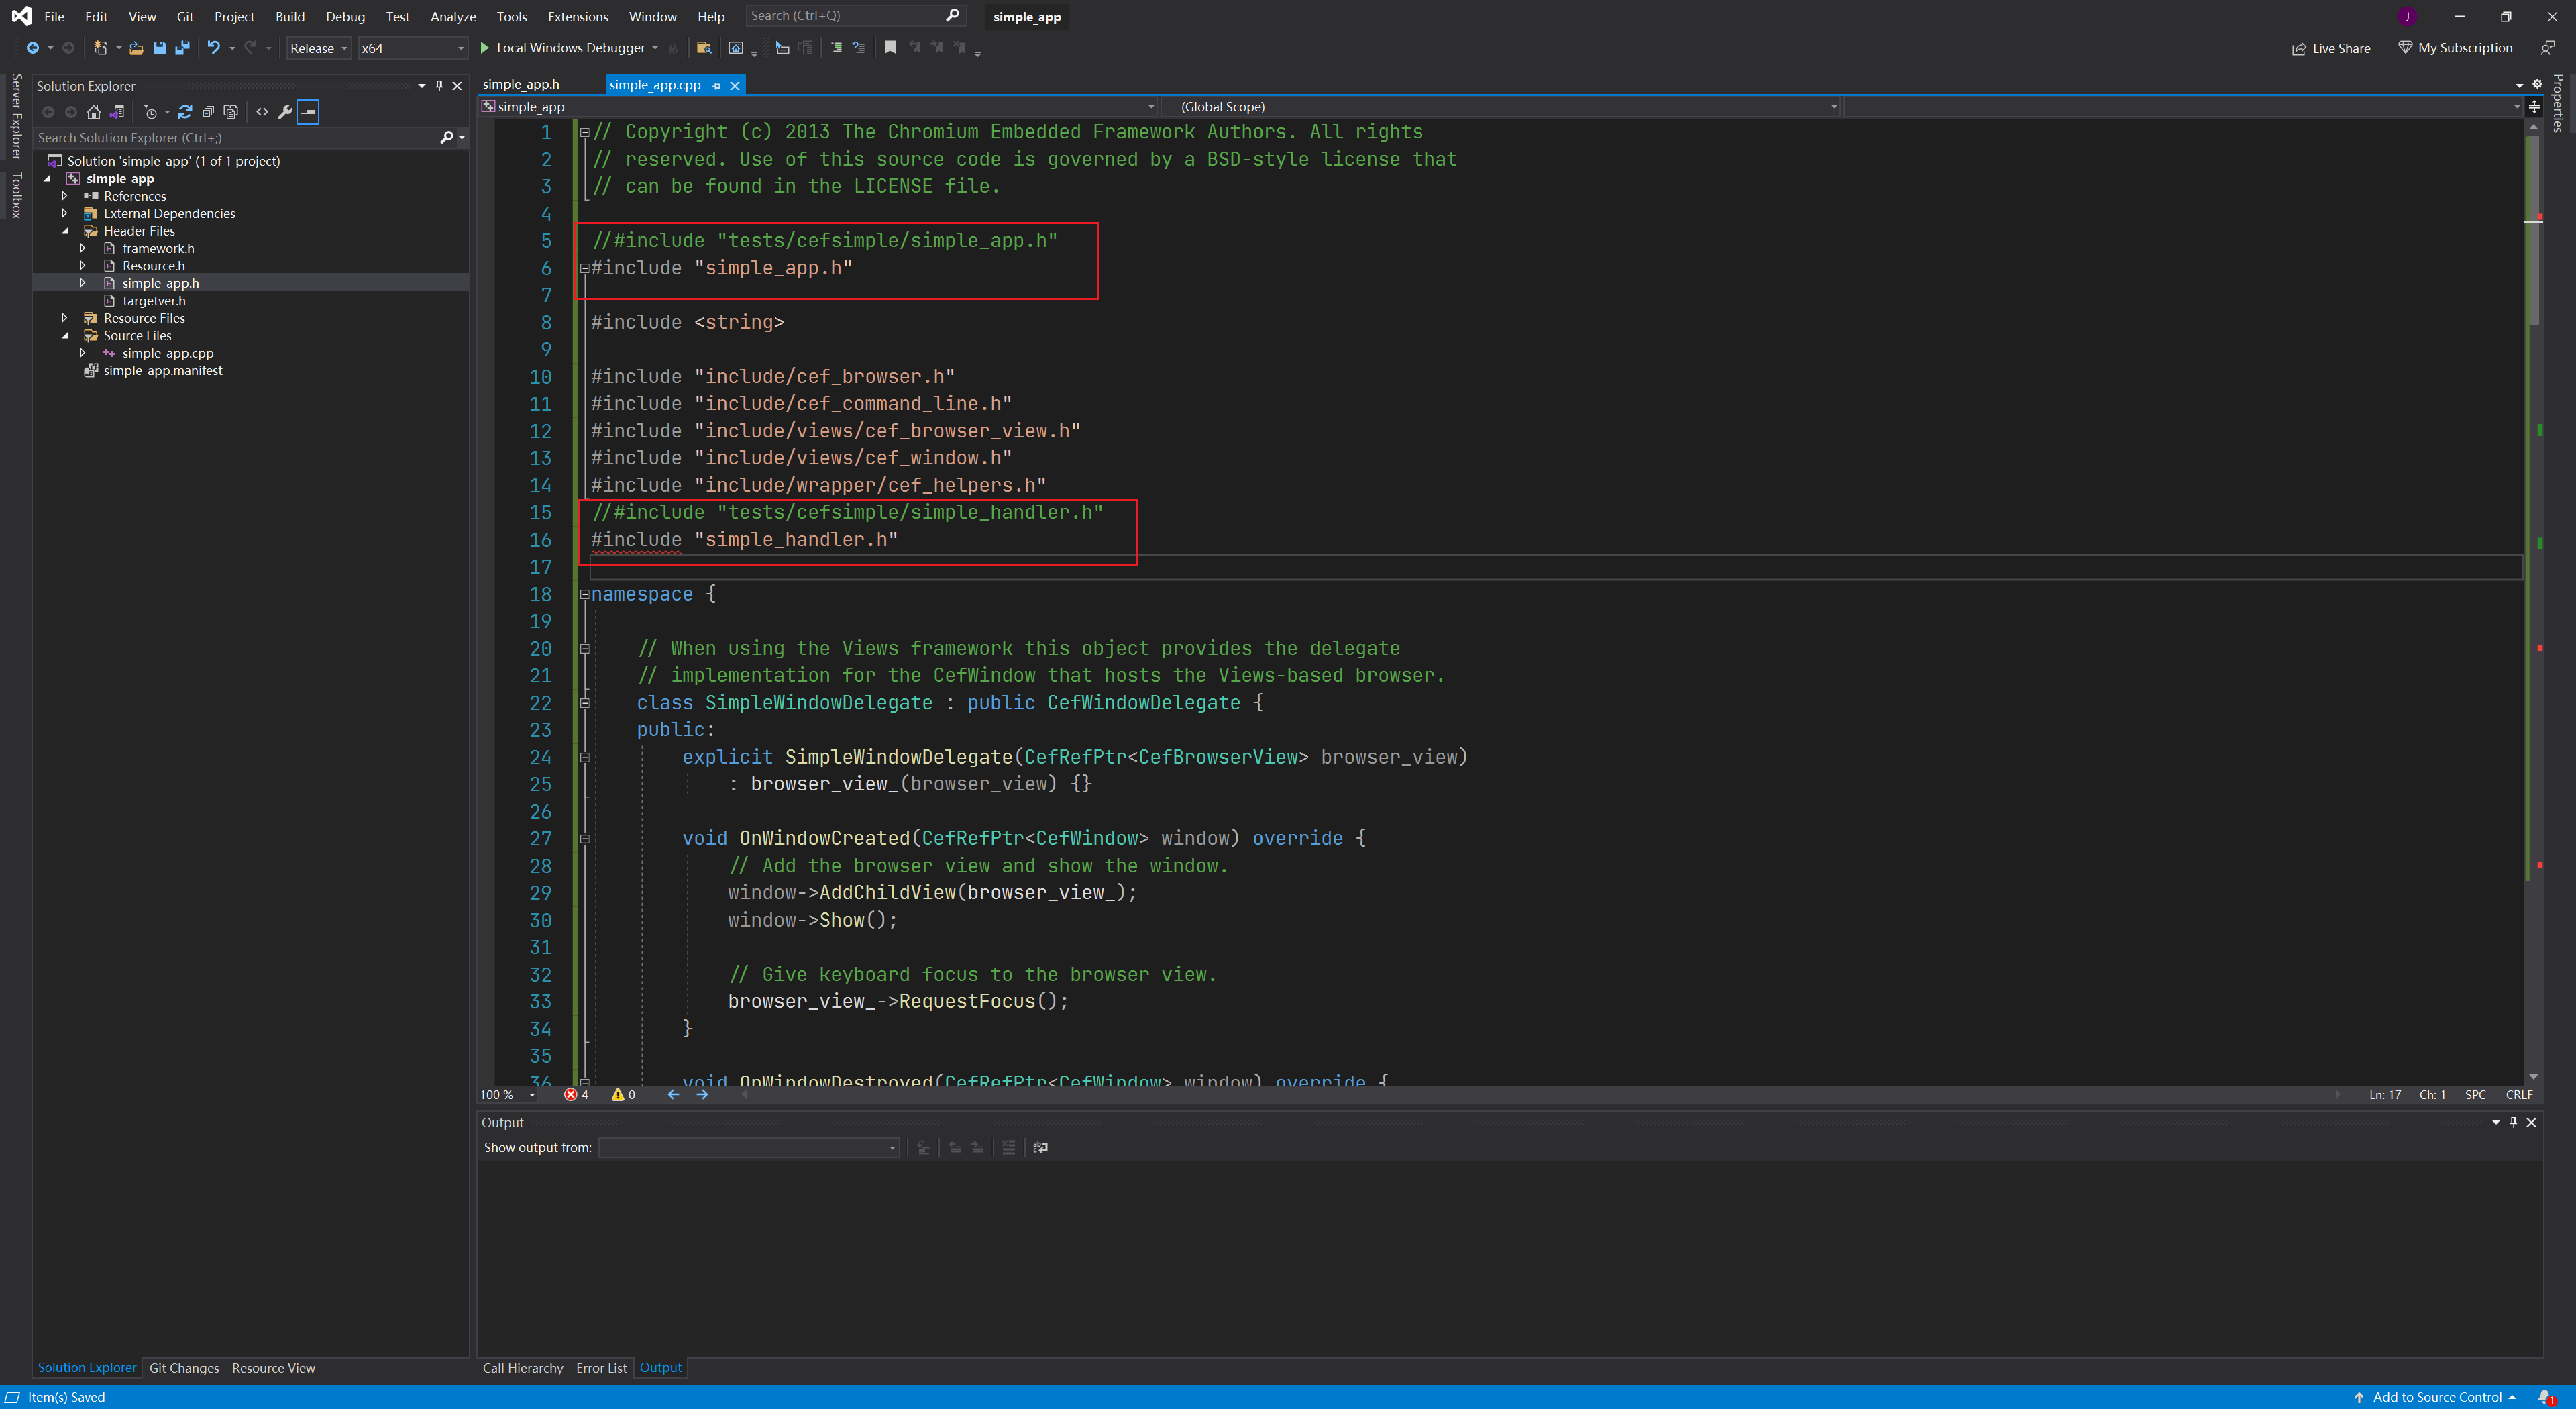 File Edit View Git Project Build Debug Test Analyze Tools Extensions Window Help Search (Ctrl+Q) simple_app J
Release x64 Local Windows Debugger Live Share My Subscription
Server Explorer
Toolbox
Solution Explorer
Search Solution Explorer (Ctrl+;)
Solution 'simple_app' (1 of 1 project)
simple_app
References
External Dependencies
Header Files
framework.h
Resource.h
simple_app.h
targetver.h
Resource Files
Source Files
simple_app.cpp
simple_app.manifest
simple_app.h simple_app.cpp
simple_app (Global Scope)
Properties
1 // Copyright (c) 2013 The Chromium Embedded Framework Authors. All rights
2 // reserved. Use of this source code is governed by a BSD-style license that
3 // can be found in the LICENSE file.
4
5 //#include "tests/cefsimple/simple_app.h"
6 #include "simple_app.h"
7
8 #include <string>
9
10 #include "include/cef_browser.h"
11 #include "include/cef_command_line.h"
12 #include "include/views/cef_browser_view.h"
13 #include "include/views/cef_window.h"
14 #include "include/wrapper/cef_helpers.h"
15 //#include "tests/cefsimple/simple_handler.h"
16 #include "simple_handler.h"
17
18 namespace {
19
20 // When using the Views framework this object provides the delegate
21 // implementation for the CefWindow that hosts the Views-based browser.
22 class SimpleWindowDelegate : public CefWindowDelegate {
23 public:
24 explicit SimpleWindowDelegate(CefRefPtr<CefBrowserView> browser_view)
25 : browser_view_(browser_view) {}
26
27 void OnWindowCreated(CefRefPtr<CefWindow> window) override {
28 // Add the browser view and show the window.
29 window->AddChildView(browser_view_);
30 window->Show();
31
32 // Give keyboard focus to the browser view.
33 browser_view_->RequestFocus();
34 }
35
36 void OnWindowDestroyed(CefRefPtr<CefWindow> window) override {
100 % 4 0 Ln: 17 Ch: 1 SPC CRLF
Output
Show output from:
Solution Explorer Git Changes Resource View Call Hierarchy Error List Output
Item(s) Saved Add to Source Control 1